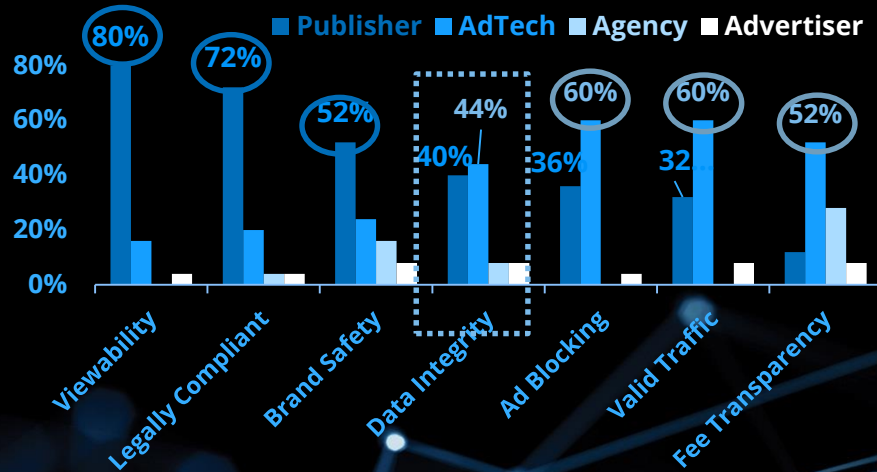 Publisher AdTech Agency Advertiser
80%
72%
52%
44%
40%
36%
60%
32...
60%
52%
80%
60%
40%
20%
0%
Viewability
Legally Compliant
Brand Safety
Data Integrity
Ad Blocking
Valid Traffic
Fee Transparency